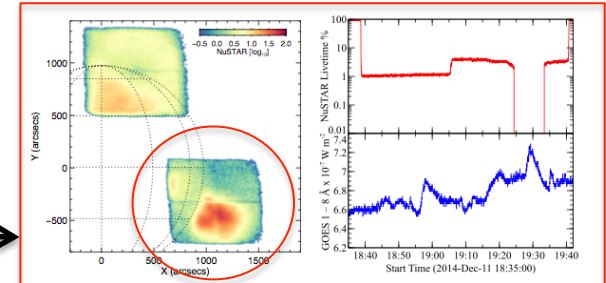 -0.5 0.0 0.5 1.0 1.5 2.0
NuSTAR [log10]
1000
500
0
-500
Y (arcsecs)
0 500 1000 1500
X (arcsecs)
100
10
1
0.1
0.01
NuSTAR Livetime %
7.4
7.2
7.0
6.8
6.6
6.4
6.2
GOES 1 – 8 Å x 10⁻⁷ W m⁻²
18:40 18:50 19:00 19:10 19:20 19:30 19:40
Start Time (2014-Dec-11 18:35:00)